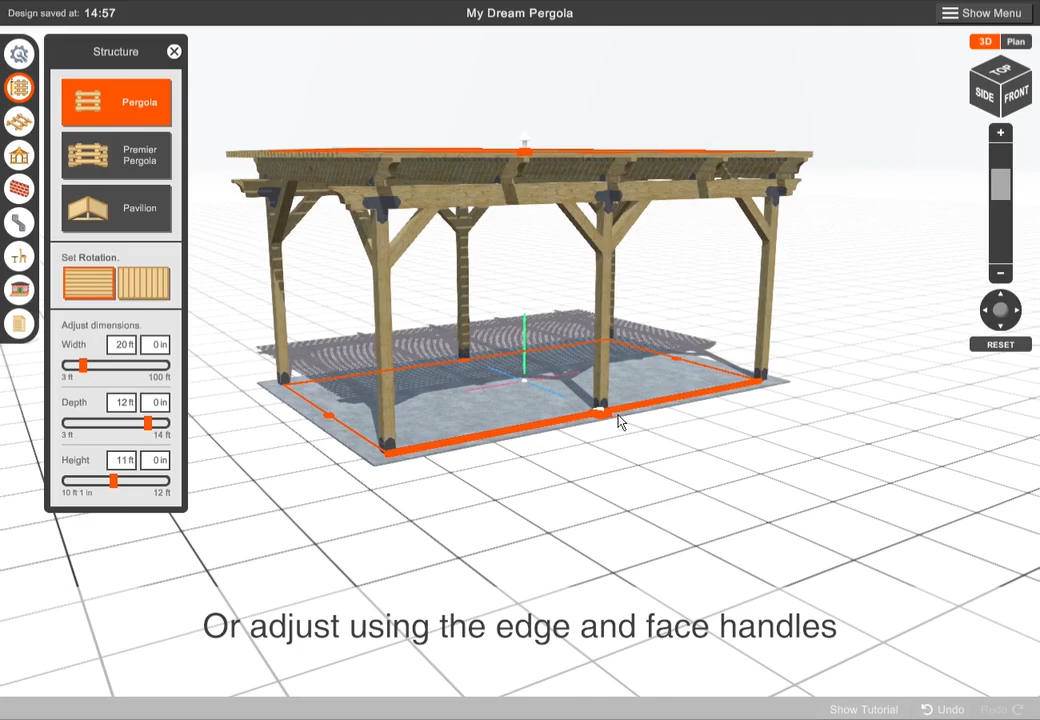 Design saved at: 14:57
My Dream Pergola
Show Menu
Structure
3D
Plan
TOP
SIDE
FRONT
+
-
RESET
Pergola
Premier
Pergola
Pavilion
Set Rotation.
Adjust dimensions.
Width 20 ft 0 in
3 ft 100 ft
Depth 12 ft 0 in
3 ft 14 ft
Height 11 ft 0 in
10 ft 1 in 12 ft
Or adjust using the edge and face handles
Show Tutorial Undo Redo